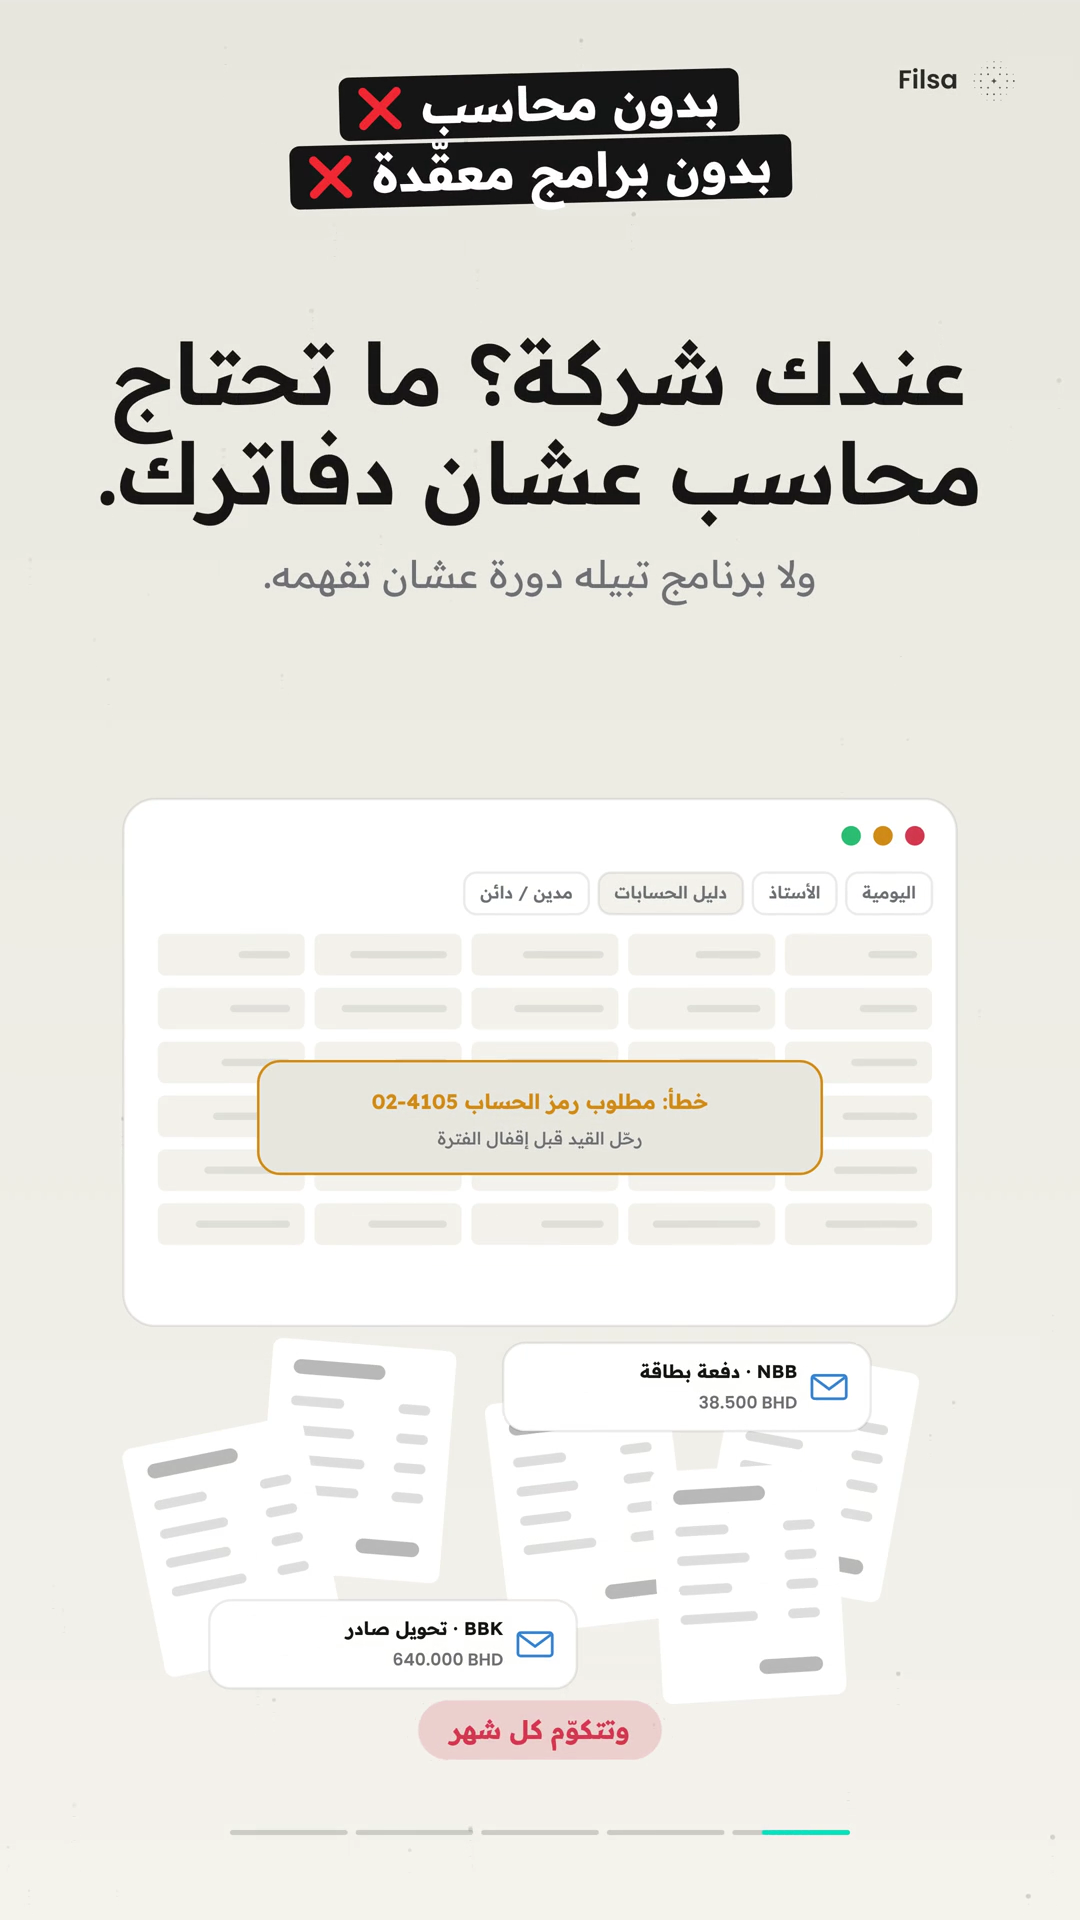 Filsa
بدون محاسب ❌
بدون برامج معقّدة ❌
عندك شركة؟ ما تحتاج
محاسب عشان دفاترك.
ولا برنامج تبيله دورة عشان تفهمه.
اليومية
الأستاذ
دليل الحسابات
مدين / دائن
خطأ: مطلوب رمز الحساب 4105-02
رحّل القيد قبل إقفال الفترة
NBB · دفعة بطاقة
38.500 BHD
BBK · تحويل صادر
640.000 BHD
وتتكوّم كل شهر